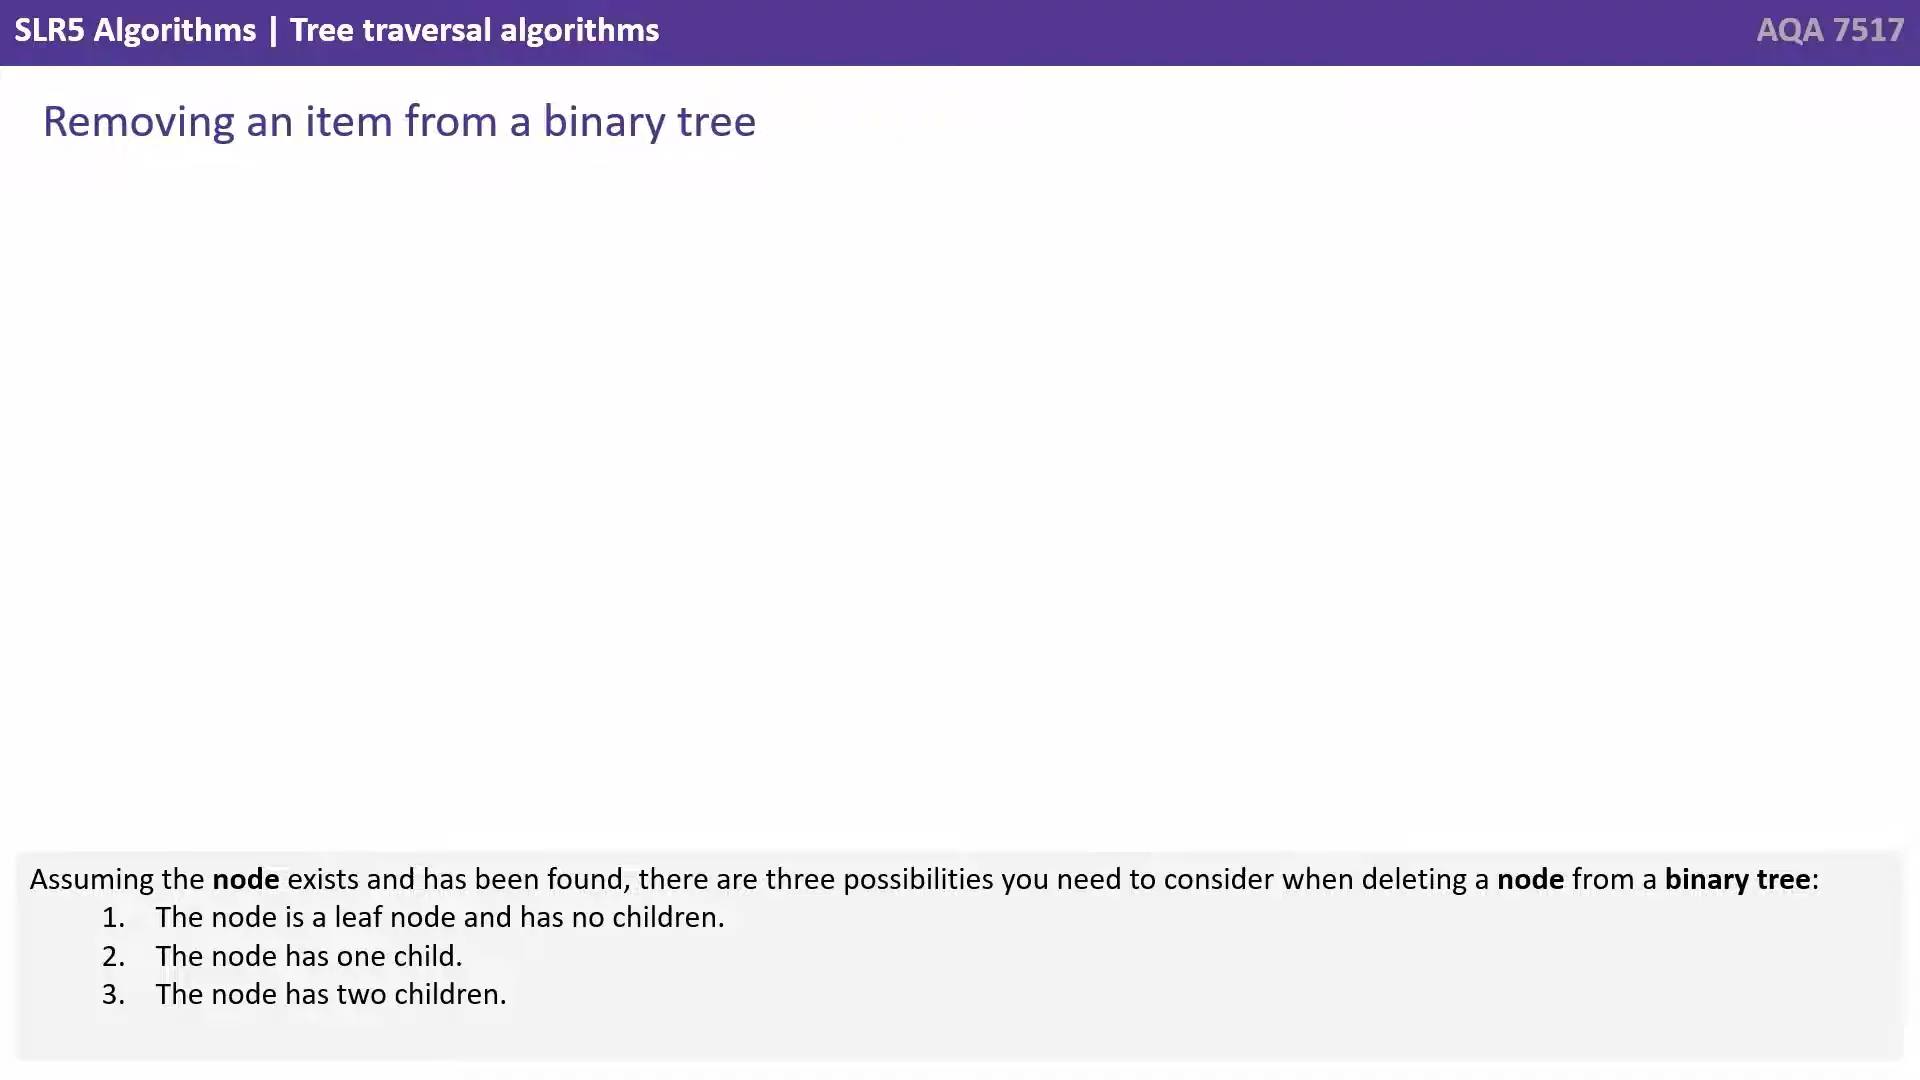 SLR5 Algorithms | Tree traversal algorithms
AQA 7517
Removing an item from a binary tree
Assuming the node exists and has been found, there are three possibilities you need to consider when deleting a node from a binary tree:
1. The node is a leaf node and has no children.
2. The node has one child.
3. The node has two children.